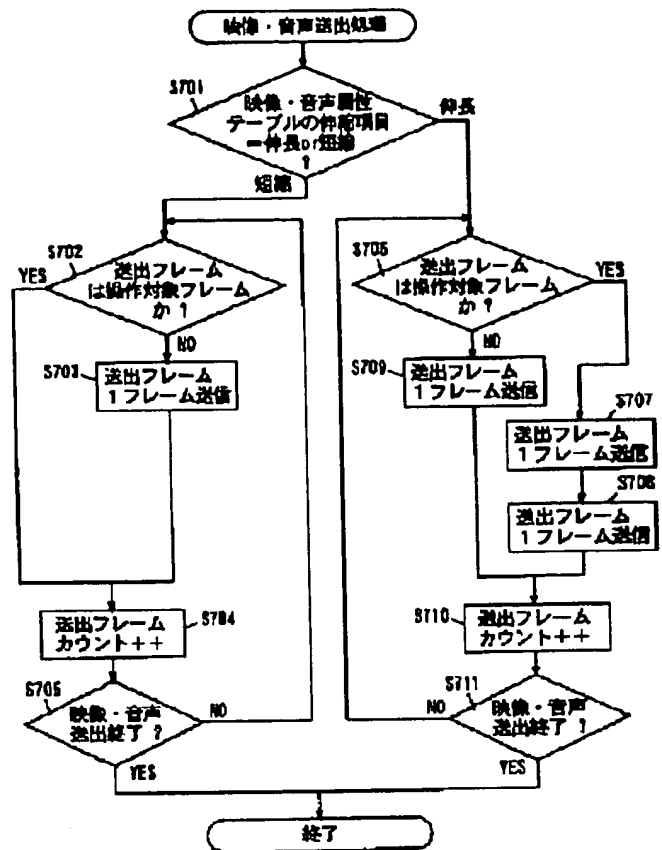 映像・音声送出処理
S701
映像・音声属性
テーブルの伸縮項目
=伸長or短縮
?
伸長
短縮
S702
YES
送出フレーム
は操作対象フレーム
か?
NO
S703
送出フレーム
1フレーム送信
S704
送出フレーム
カウント++
S705
映像・音声
送出終了?
NO
YES
S706
YES
送出フレーム
は操作対象フレーム
か?
NO
S709
送出フレーム
1フレーム送信
S707
送出フレーム
1フレーム送信
S708
送出フレーム
1フレーム送信
S710
送出フレーム
カウント++
S711
NO
映像・音声
送出終了?
YES
終了